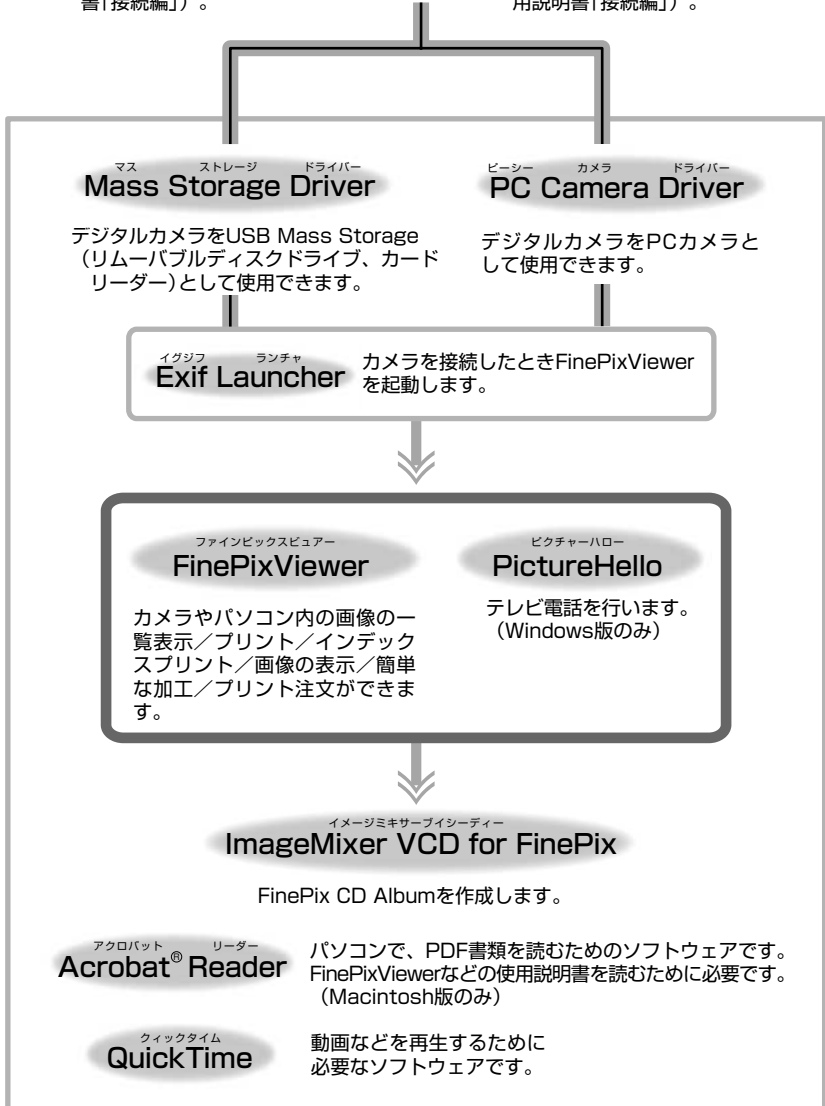 書「接続編」）。
用説明書「接続編」）。
マス ストレージ ドライバー
Mass Storage Driver
デジタルカメラをUSB Mass Storage
（リムーバブルディスクドライブ、カード
リーダー）として使用できます。
ピーシー カメラ ドライバー
PC Camera Driver
デジタルカメラをPCカメラと
して使用できます。
イグジフ ランチャ
Exif Launcher
カメラを接続したときFinePixViewer
を起動します。
ファインピックスビュアー
FinePixViewer
カメラやパソコン内の画像の一
覧表示／プリント／インデック
スプリント／画像の表示／簡単
な加工／プリント注文ができま
す。
ピクチャーハロー
PictureHello
テレビ電話を行います。
（Windows版のみ）
イメージミキサーブイシーディー
ImageMixer VCD for FinePix
FinePix CD Albumを作成します。
アクロバット リーダー
Acrobat® Reader
パソコンで、PDF書類を読むためのソフトウェアです。
FinePixViewerなどの使用説明書を読むために必要です。
（Macintosh版のみ）
クィックタイム
QuickTime
動画などを再生するために
必要なソフトウェアです。